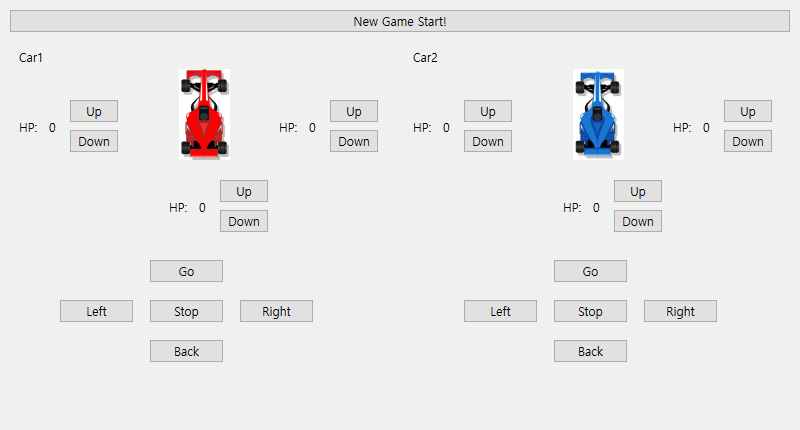 New Game Start!
Car1
Car2
Up
Up
Up
Up
HP: 0
HP: 0
HP: 0
HP: 0
Down
Down
Down
Down
Up
Up
HP: 0
HP: 0
Down
Down
Go
Go
Left
Stop
Right
Left
Stop
Right
Back
Back